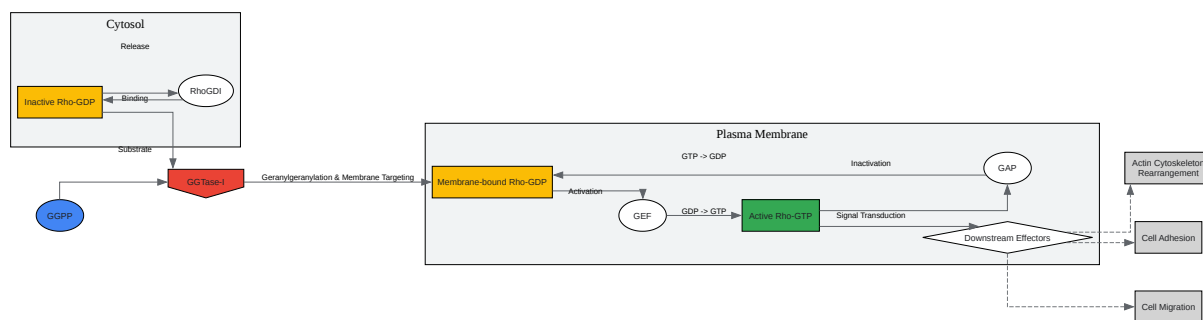 Cytosol
Release
RhoGDI
Inactive Rho-GDP
Binding
Substrate
GGTase-I
GGPP
Geranylgeranylation & Membrane Targeting
Plasma Membrane
GTP -> GDP
Inactivation
GAP
Membrane-bound Rho-GDP
Activation
GEF
GDP -> GTP
Active Rho-GTP
Signal Transduction
Downstream Effectors
Actin Cytoskeleton
Rearrangement
Cell Adhesion
Cell Migration